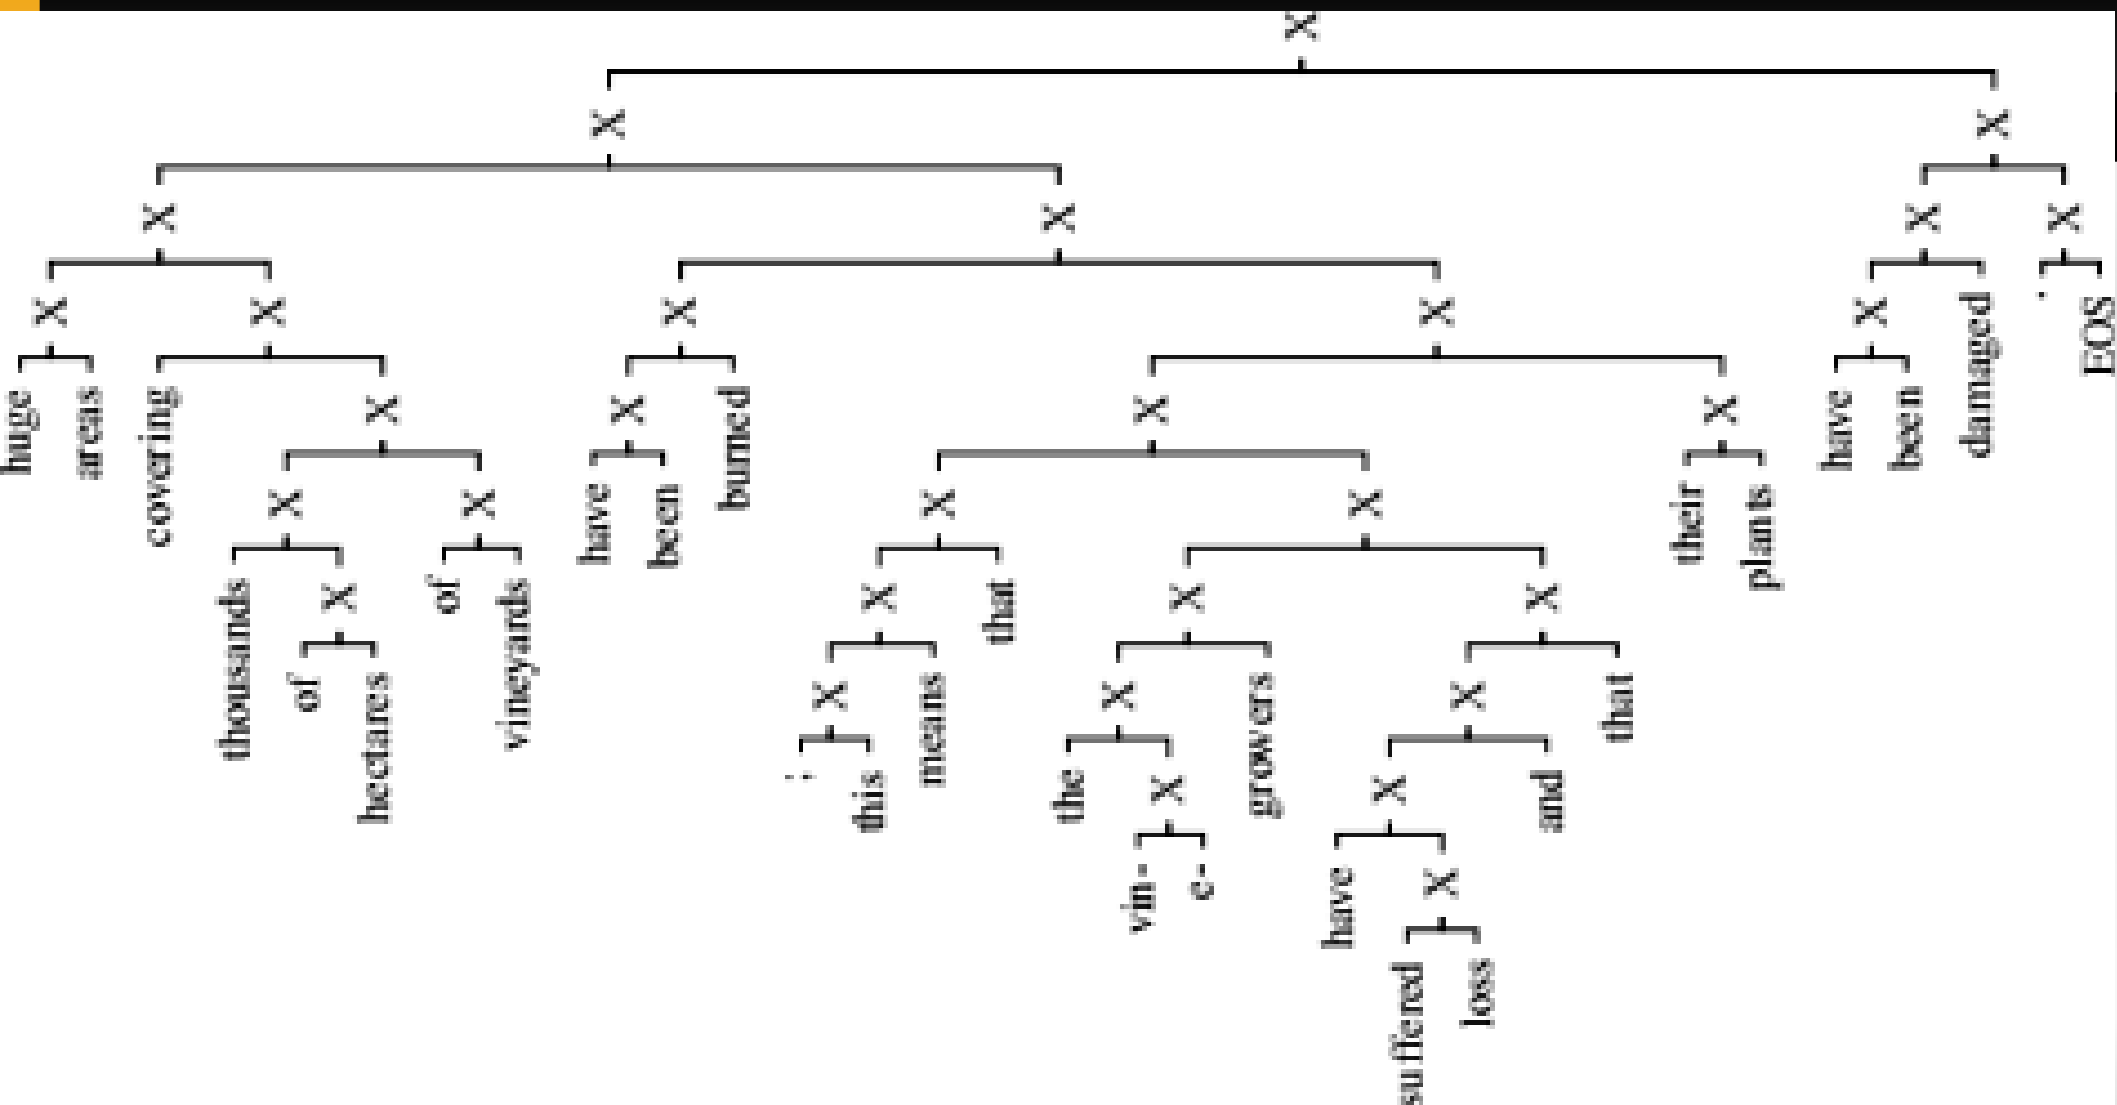 X
X X
X X X X
X X X X X damaged . EOS
huge areas covering X X burned X X have been
X X have been X X their plants
thousands X of vineyards X that X X
of hectares X means X growers X that
; this the X X and
vin- e- have X
suffered loss